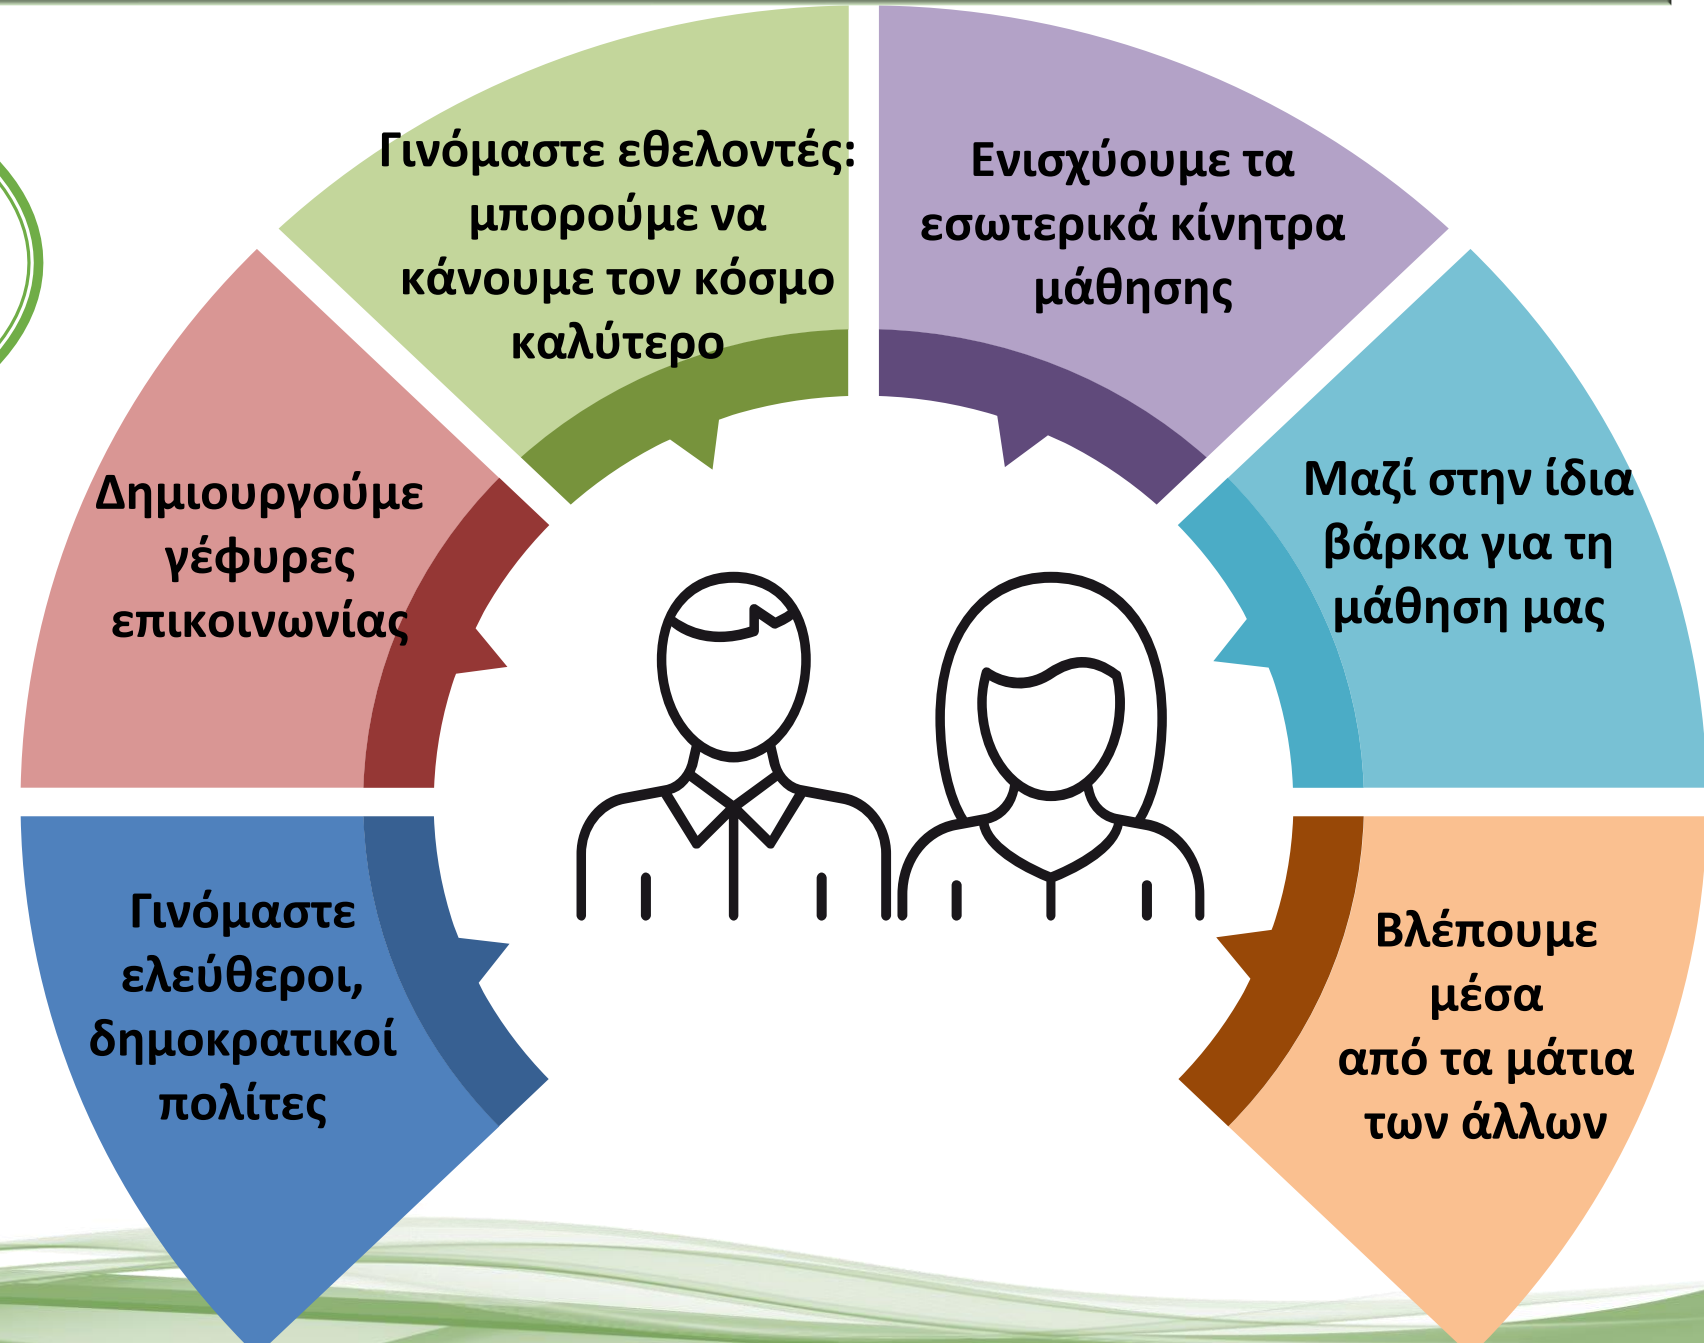 Γινόμαστε εθελοντές:
μπορούμε να
κάνουμε τον κόσμο
καλύτερο
Ενισχύουμε τα
εσωτερικά κίνητρα
μάθησης
Δημιουργούμε
γέφυρες
επικοινωνίας
Μαζί στην ίδια
βάρκα για τη
μάθηση μας
Γινόμαστε
ελεύθεροι,
δημοκρατικοί
πολίτες
Βλέπουμε
μέσα
από τα μάτια
των άλλων